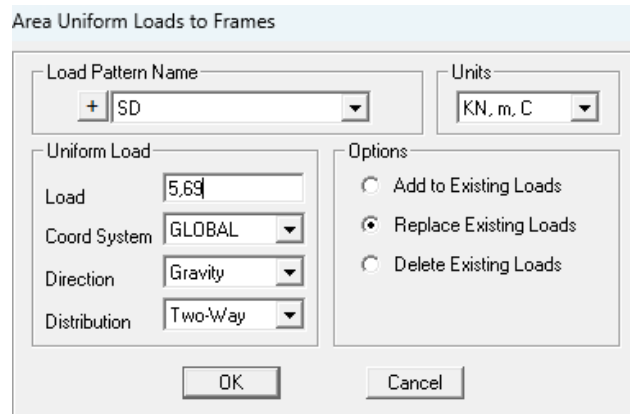 Area Uniform Loads to Frames
Load Pattern Name
+ SD
Units
KN, m, C
Uniform Load
Load 5,69
Coord System GLOBAL
Direction Gravity
Distribution Two-Way
Options
Add to Existing Loads
Replace Existing Loads
Delete Existing Loads
OK
Cancel